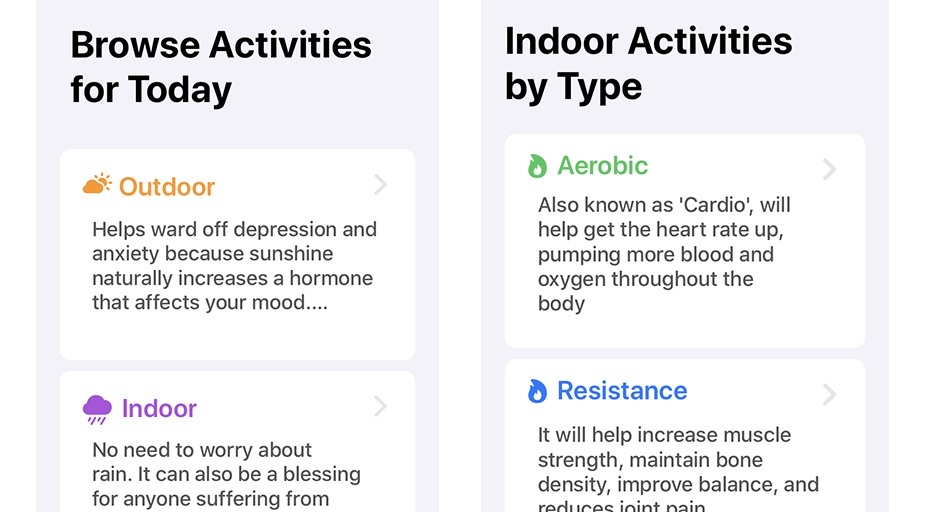 Browse Activities
for Today
Outdoor
Helps ward off depression and
anxiety because sunshine
naturally increases a hormone
that affects your mood....
Indoor
No need to worry about
rain. It can also be a blessing
for anyone suffering from
Indoor Activities
by Type
Aerobic
Also known as 'Cardio', will
help get the heart rate up,
pumping more blood and
oxygen throughout the
body
Resistance
It will help increase muscle
strength, maintain bone
density, improve balance, and
reduces joint pain